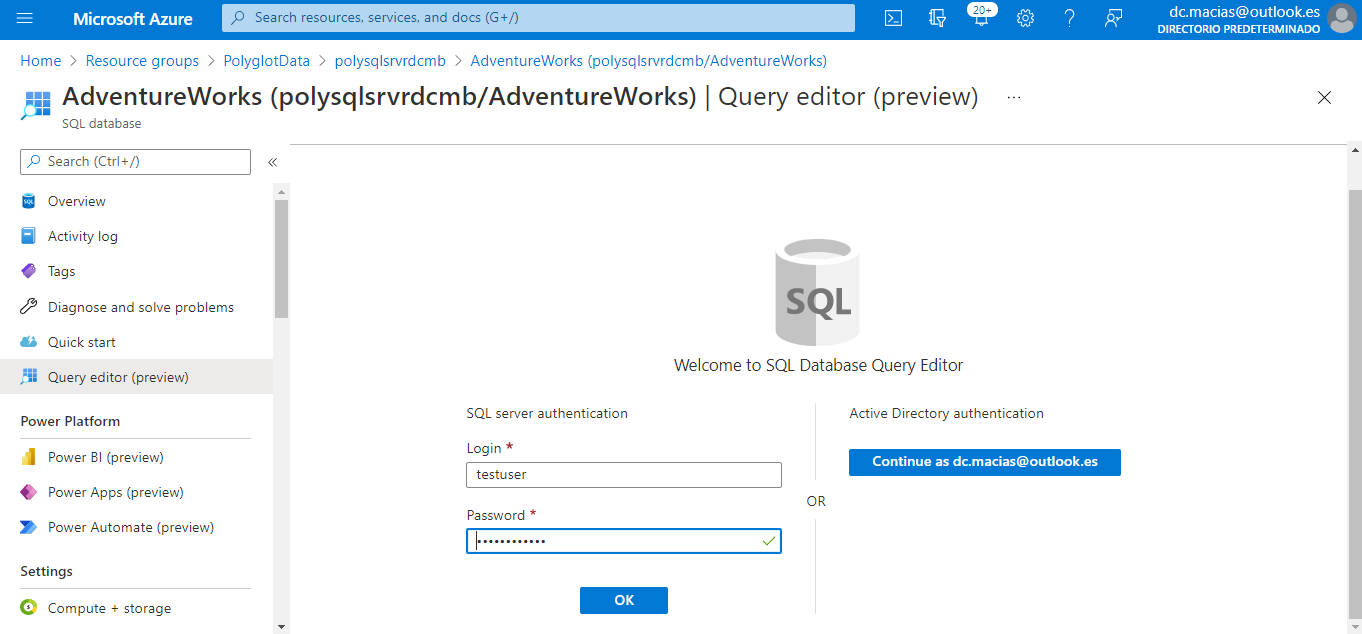 Microsoft Azure
Search resources, services, and docs (G+/)
20+
dc.macias@outlook.es
DIRECTORIO PREDETERMINADO
Home > Resource groups > PolyglotData > polysqlsrvrdcmb > AdventureWorks (polysqlsrvrdcmb/AdventureWorks)
AdventureWorks (polysqlsrvrdcmb/AdventureWorks) | Query editor (preview) ...
SQL database
Search (Ctrl+/)
«
SQL
Overview
Activity log
Tags
Diagnose and solve problems
Quick start
Query editor (preview)
Power Platform
Power BI (preview)
Power Apps (preview)
Power Automate (preview)
Settings
Compute + storage
SQL
Welcome to SQL Database Query Editor
SQL server authentication
Login *
testuser
Password *
••••••••••••
OK
OR
Active Directory authentication
Continue as dc.macias@outlook.es